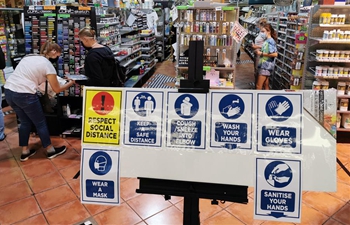 RESPECT
SOCIAL
DISTANCE
KEEP
SAFE DISTANCE
COUGH
/SNEEZE
INTO
ELBOW
WASH
YOUR HANDS
WEAR
GLOVES
WEAR
A MASK
SANITISE
YOUR HANDS